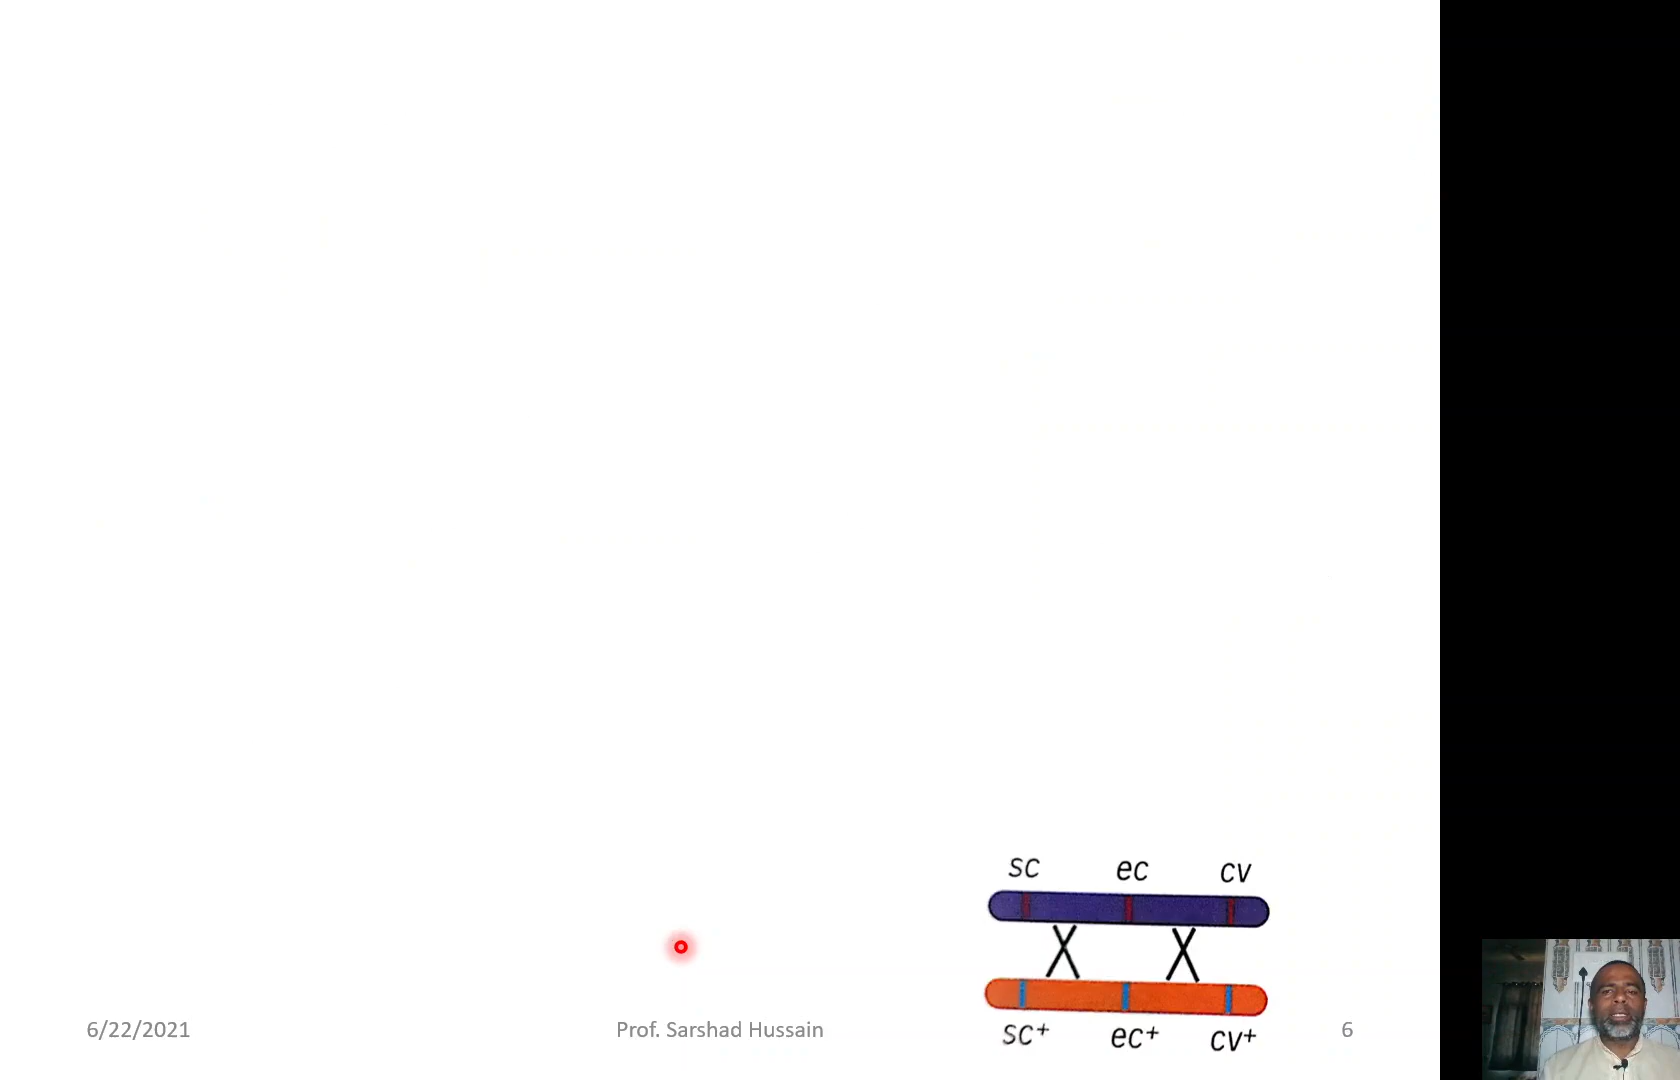 sc ec cv
sc⁺ ec⁺ cv⁺
6/22/2021 Prof. Sarshad Hussain 6